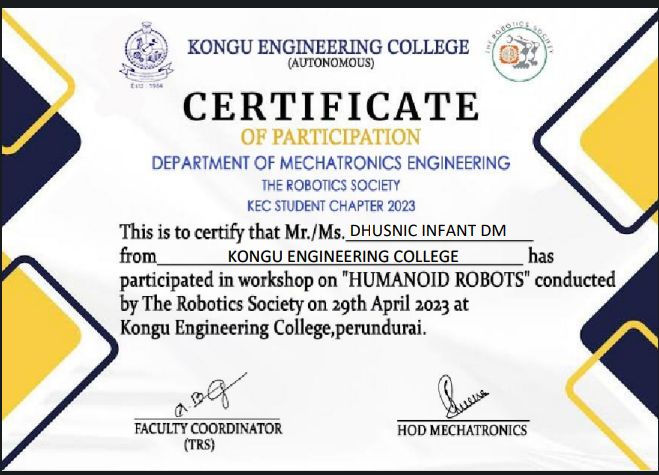 KONGU ENGINEERING COLLEGE
(AUTONOMOUS)
THE ROBOTICS SOCIETY
Estd : 1984
CERTIFICATE
OF PARTICIPATION
DEPARTMENT OF MECHATRONICS ENGINEERING
THE ROBOTICS SOCIETY
KEC STUDENT CHAPTER 2023
This is to certify that Mr./Ms. DHUSNIC INFANT DM
from KONGU ENGINEERING COLLEGE has
participated in workshop on "HUMANOID ROBOTS" conducted
by The Robotics Society on 29th April 2023 at
Kongu Engineering College,perundurai.
FACULTY COORDINATOR
(TRS)
HOD MECHATRONICS